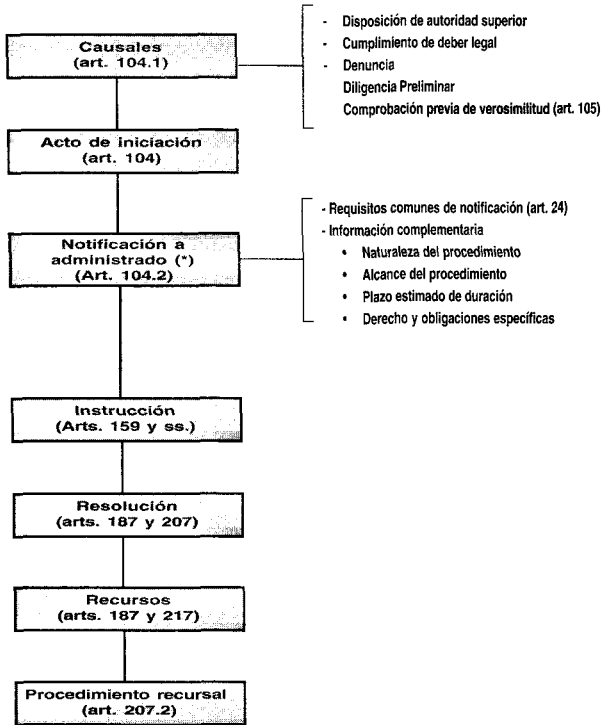 Causales
(art. 104.1)
- Disposición de autoridad superior
- Cumplimiento de deber legal
- Denuncia
Diligencia Preliminar
Comprobación previa de verosimilitud (art. 105)
Acto de iniciación
(art. 104)
Notificación a
administrado (*)
(Art. 104.2)
- Requisitos comunes de notificación (art. 24)
- Información complementaria
• Naturaleza del procedimiento
• Alcance del procedimiento
• Plazo estimado de duración
• Derecho y obligaciones específicas
Instrucción
(Arts. 159 y ss.)
Resolución
(arts. 187 y 207)
Recursos
(arts. 187 y 217)
Procedimiento recursal
(art. 207.2)